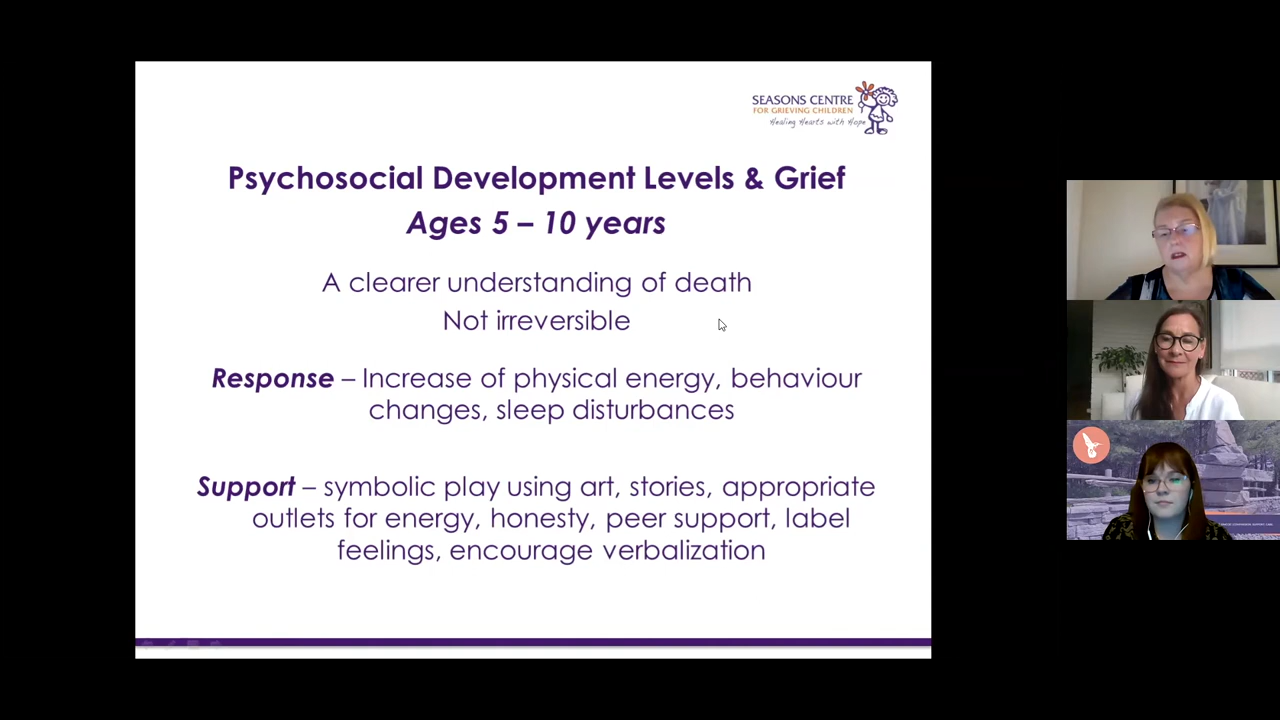 SEASONS CENTRE
FOR GRIEVING CHILDREN
Healing Hearts with Hope
Psychosocial Development Levels & Grief
Ages 5 – 10 years
A clearer understanding of death
Not irreversible
Response – Increase of physical energy, behaviour
changes, sleep disturbances
Support – symbolic play using art, stories, appropriate
outlets for energy, honesty, peer support, label
feelings, encourage verbalization